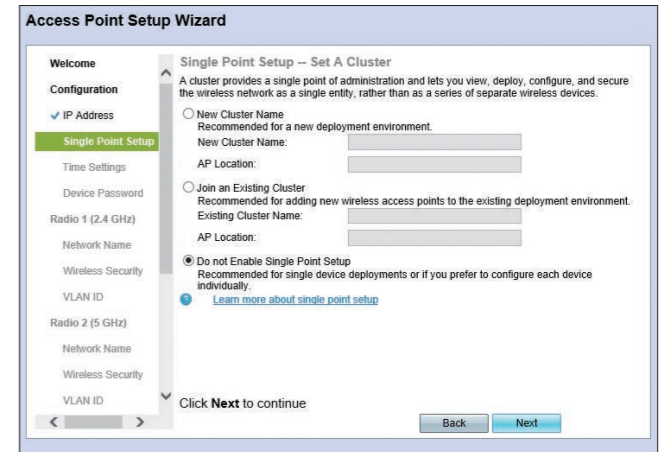 Access Point Setup Wizard
Welcome
Configuration
IP Address
Single Point Setup
Time Settings
Device Password
Radio 1 (2.4 GHz)
Network Name
Wireless Security
VLAN ID
Radio 2 (5 GHz)
Network Name
Wireless Security
VLAN ID
Single Point Setup -- Set A Cluster
A cluster provides a single point of administration and lets you view, deploy, configure, and secure
the wireless network as a single entity, rather than as a series of separate wireless devices.
New Cluster Name
Recommended for a new deployment environment.
New Cluster Name:
AP Location:
Join an Existing Cluster
Recommended for adding new wireless access points to the existing deployment environment.
Existing Cluster Name:
AP Location:
Do not Enable Single Point Setup
Recommended for single device deployments or if you prefer to configure each device
individually.
? Learn more about single point setup
Click Next to continue
Back
Next